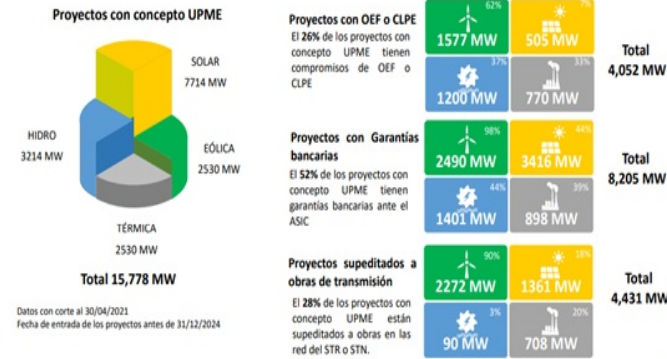 Proyectos con concepto UPME
SOLAR
7714 MW
HIDRO
3214 MW
EÓLICA
2530 MW
TÉRMICA
2530 MW
Total 15,778 MW
Datos con corte al 30/04/2021
Fecha de entrada de los proyectos antes de 31/12/2024
Proyectos con OEF o CLPE
El 26% de los proyectos con
concepto UPME tienen
compromisos de OEF o
CLPE
62%
1577 MW
7%
505 MW
37%
1200 MW
33%
770 MW
Total
4,052 MW
Proyectos con Garantías
bancarias
El 52% de los proyectos con
concepto UPME tienen
garantías bancarias ante el
ASIC
98%
2490 MW
44%
3416 MW
44%
1401 MW
39%
898 MW
Total
8,205 MW
Proyectos supeditados a
obras de transmisión
El 28% de los proyectos con
concepto UPME están
supeditados a obras en las
red del STR o STN.
90%
2272 MW
18%
1361 MW
3%
90 MW
20%
708 MW
Total
4,431 MW